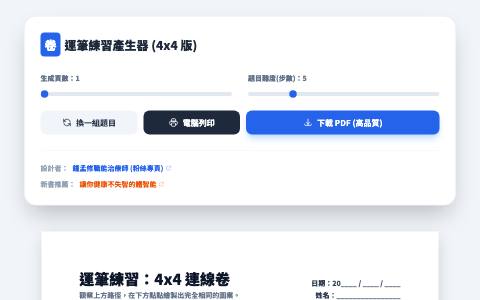 卷 運筆練習產生器 (4x4 版)
生成頁數：1
題目難度(步數)：5
換一組題目
電腦列印
下載 PDF (高品質)
設計者： 鍾孟修職能治療師 (粉絲專頁)
新書推薦： 讓你健康不失智的體智能
運筆練習：4x4 連線卷
觀察上方路徑，在下方點點繪製出完全相同的圖案。
日期：20____ / ____ / ____
姓名：__________________